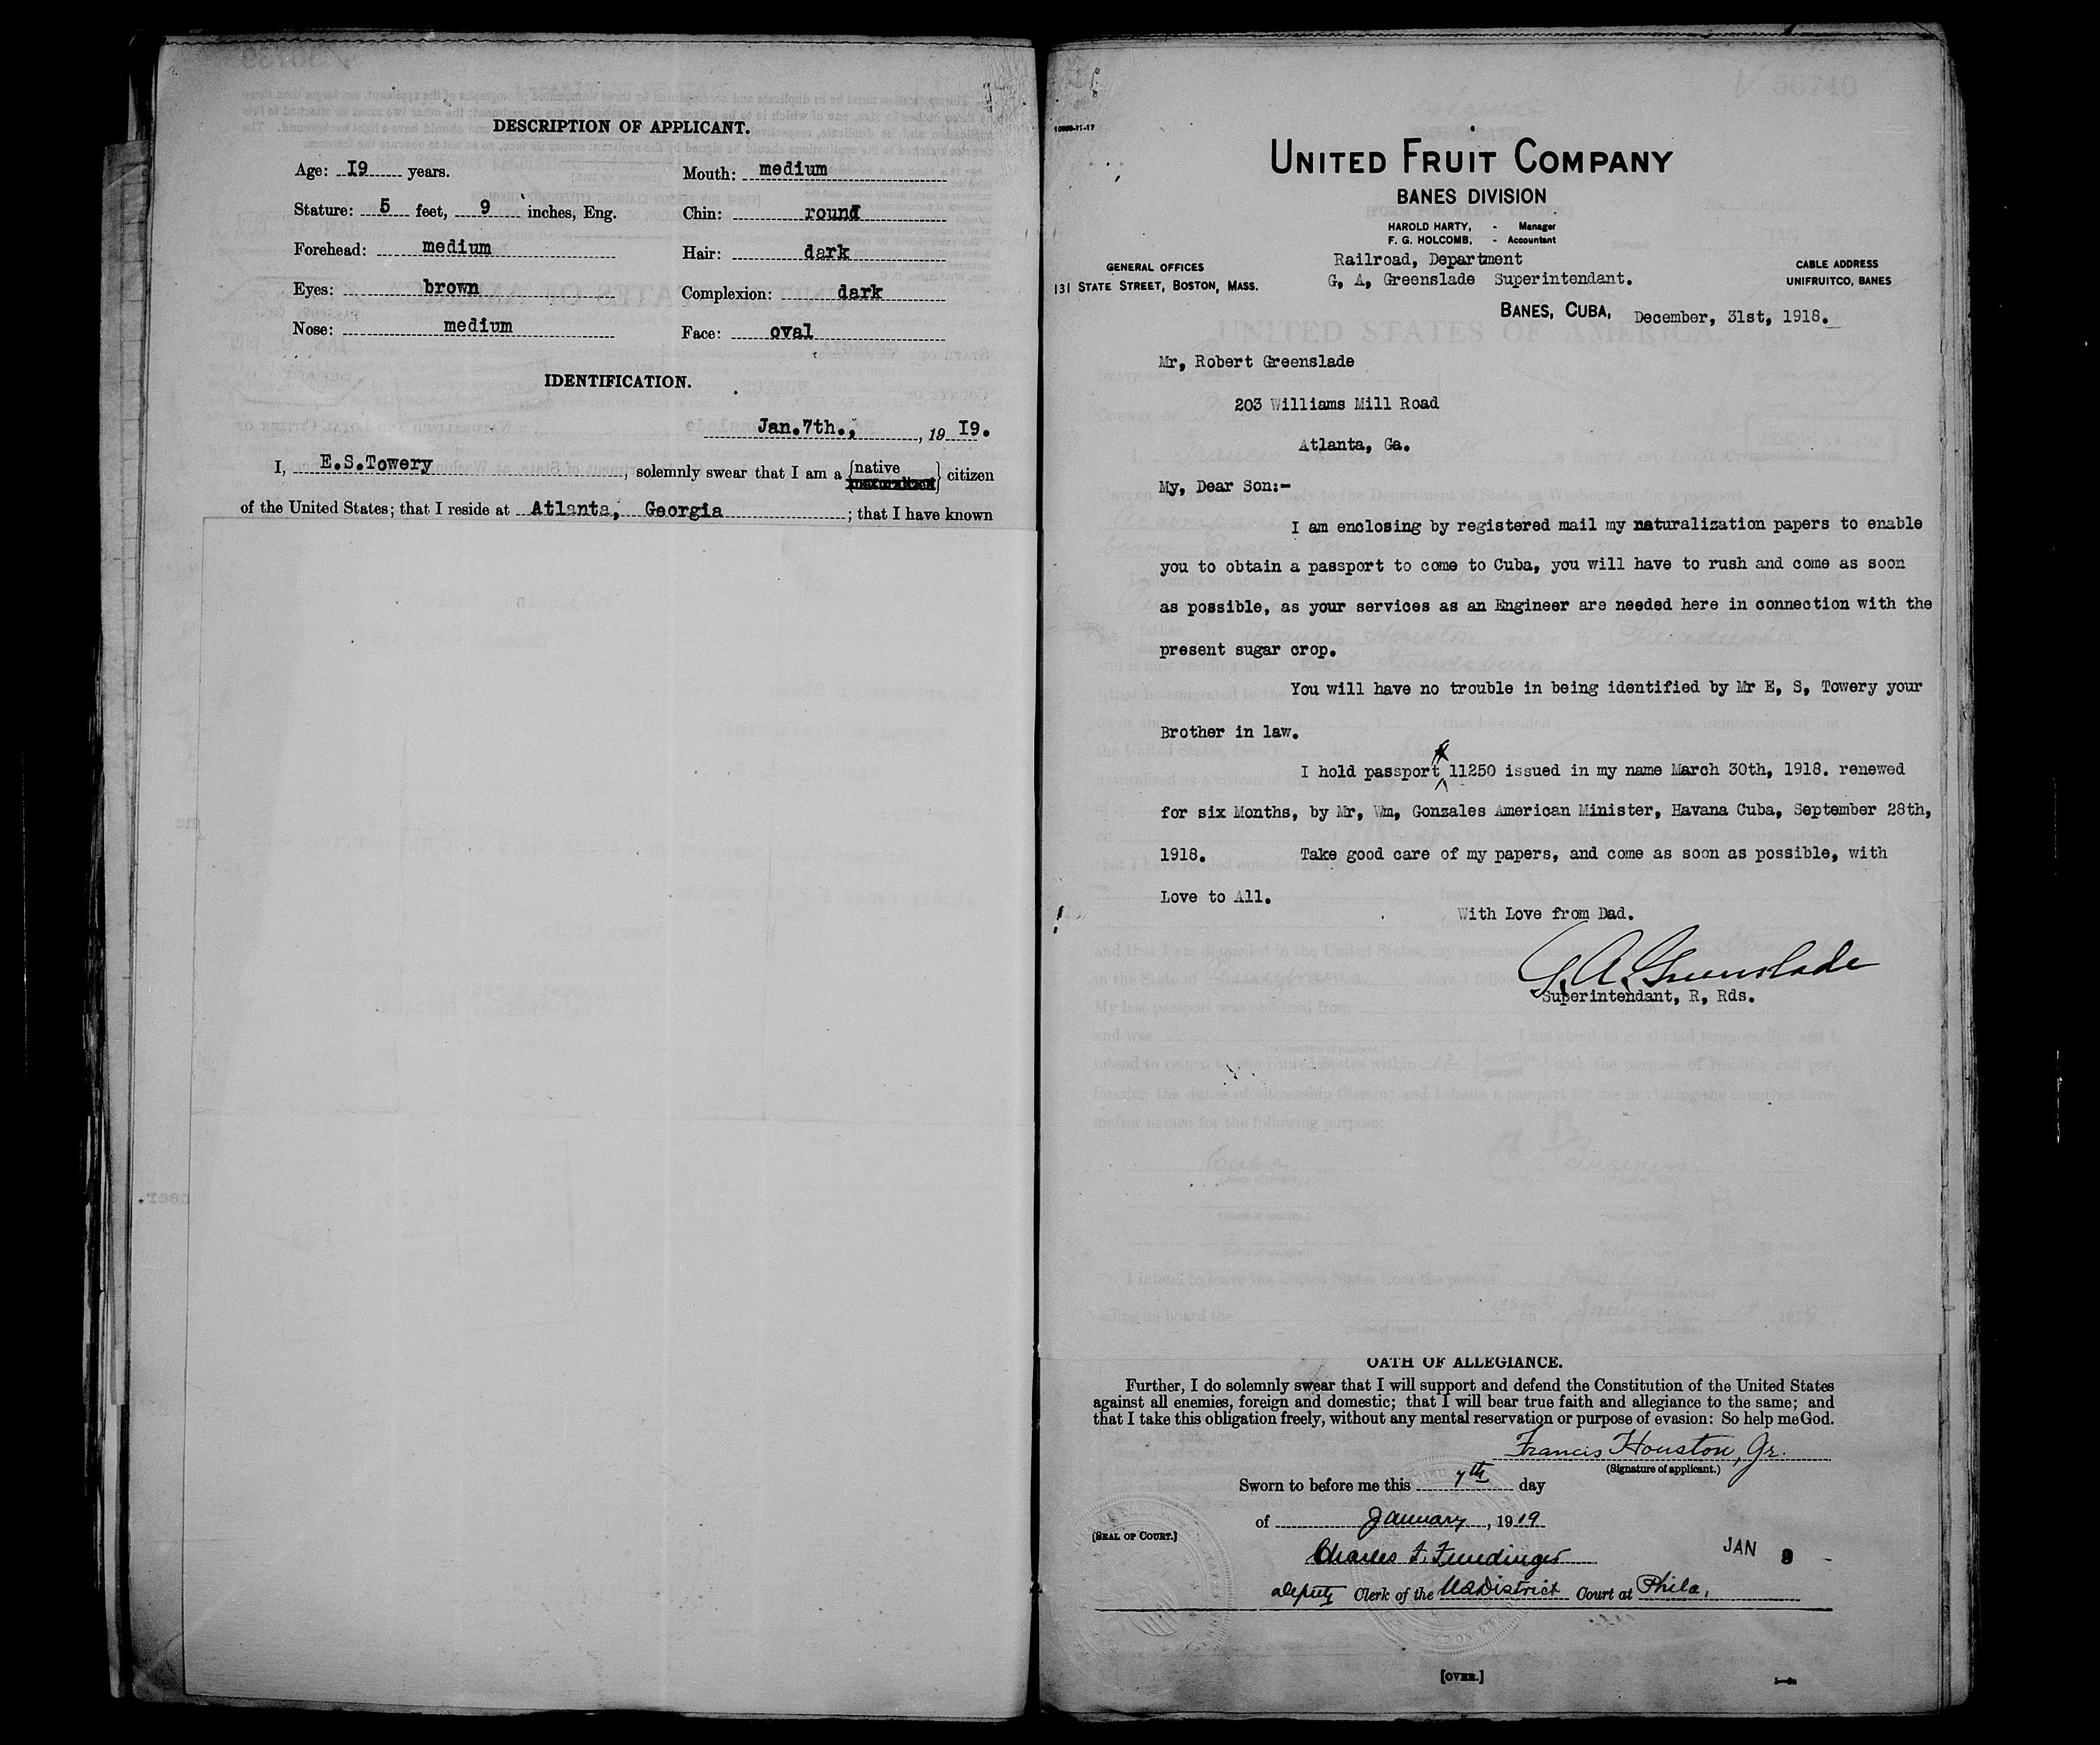 DESCRIPTION OF APPLICANT.
Age: I9 years.
Mouth: medium
Stature: 5 feet, 9 inches, Eng.
Chin: round
Forehead: medium
Hair: dark
Eyes: brown
Complexion: dark
Nose: medium
Face: oval
IDENTIFICATION.
Jan.7th., , 19 I9.
I, E.S.Towery , solemnly swear that I am a {native naturalized} citizen
of the United States; that I reside at Atlanta, Georgia ; that I have known
10000-11-17
UNITED FRUIT COMPANY
BANES DIVISION
HAROLD HARTY, - Manager
F. G. HOLCOMB, - Accountant
Railroad, Department
G, A, Greenslade Superintendant.
GENERAL OFFICES
131 STATE STREET, BOSTON, MASS.
CABLE ADDRESS
UNIFRUITCO, BANES
BANES, CUBA, December, 31st, 1918.
Mr, Robert Greenslade
203 Williams Mill Road
Atlanta, Ga.
My, Dear Son:-
I am enclosing by registered mail my naturalization papers to enable
you to obtain a passport to come to Cuba, you will have to rush and come as soon
as possible, as your services as an Engineer are needed here in connection with the
present sugar crop.
You will have no trouble in being identified by Mr E, S, Towery your
Brother in law.
I hold passport 11250 issued in my name March 30th, 1918. renewed
for six Months, by Mr, Wm, Gonzales American Minister, Havana Cuba, September 28th,
1918. Take good care of my papers, and come as soon as possible, with
Love to All.
With Love from Dad.
G. A. Greenslade
Superintendant, R, Rds.
OATH OF ALLEGIANCE.
Further, I do solemnly swear that I will support and defend the Constitution of the United States
against all enemies, foreign and domestic; that I will bear true faith and allegiance to the same; and
that I take this obligation freely, without any mental reservation or purpose of evasion: So help me God.
Francis Houston, Jr.
(Signature of applicant.)
Sworn to before me this 7th day
of January, 1919
[SEAL OF COURT.]
Charles F.
JAN 9
Deputy Clerk of the US District Court at Phila.
[OVER.]